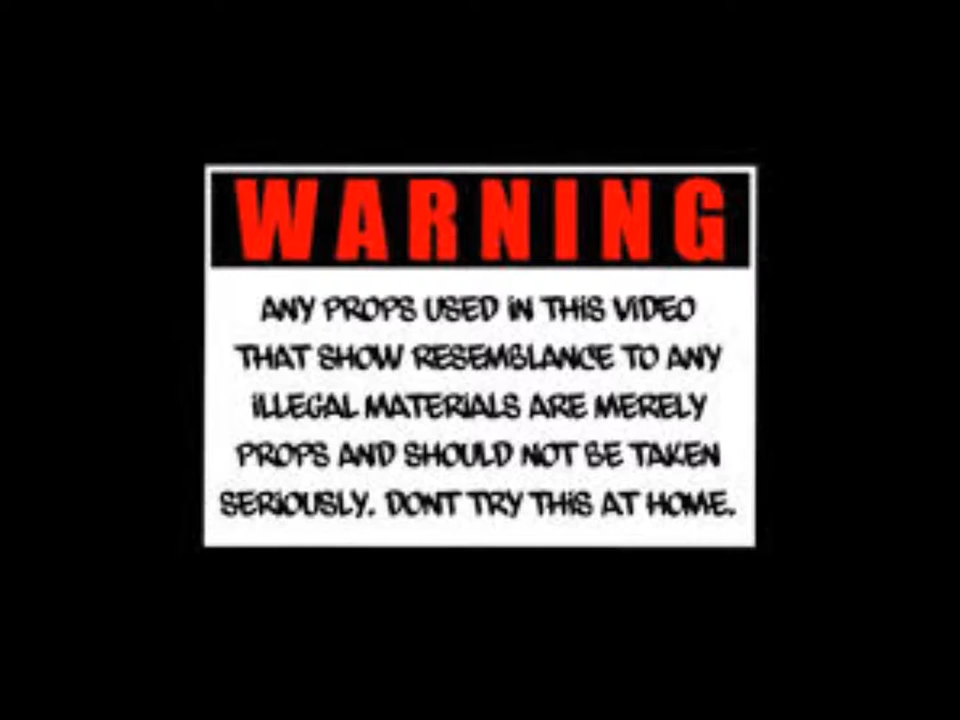 WARNING
ANY PROPS USED IN THIS VIDEO
THAT SHOW RESEMBLANCE TO ANY
ILLEGAL MATERIALS ARE MERELY
PROPS AND SHOULD NOT BE TAKEN
SERIOUSLY. DONT TRY THIS AT HOME.